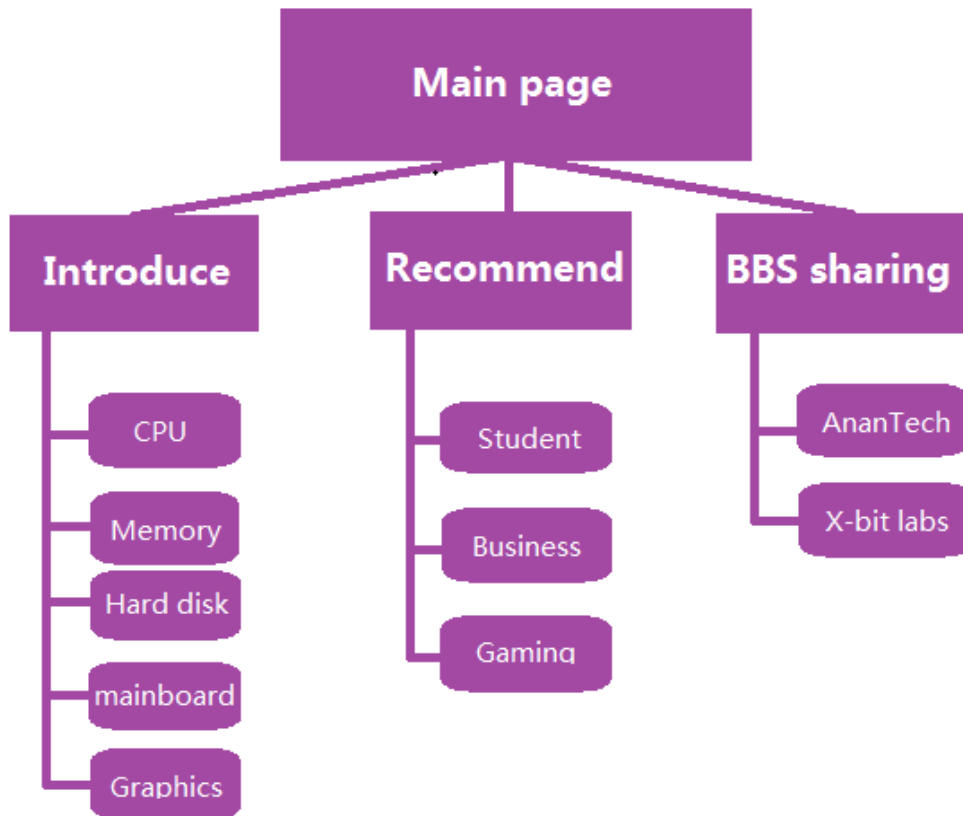 Main page
Introduce
Recommend
BBS sharing
CPU
Memory
Hard disk
mainboard
Graphics
Student
Business
Gaming
AnanTech
X-bit labs